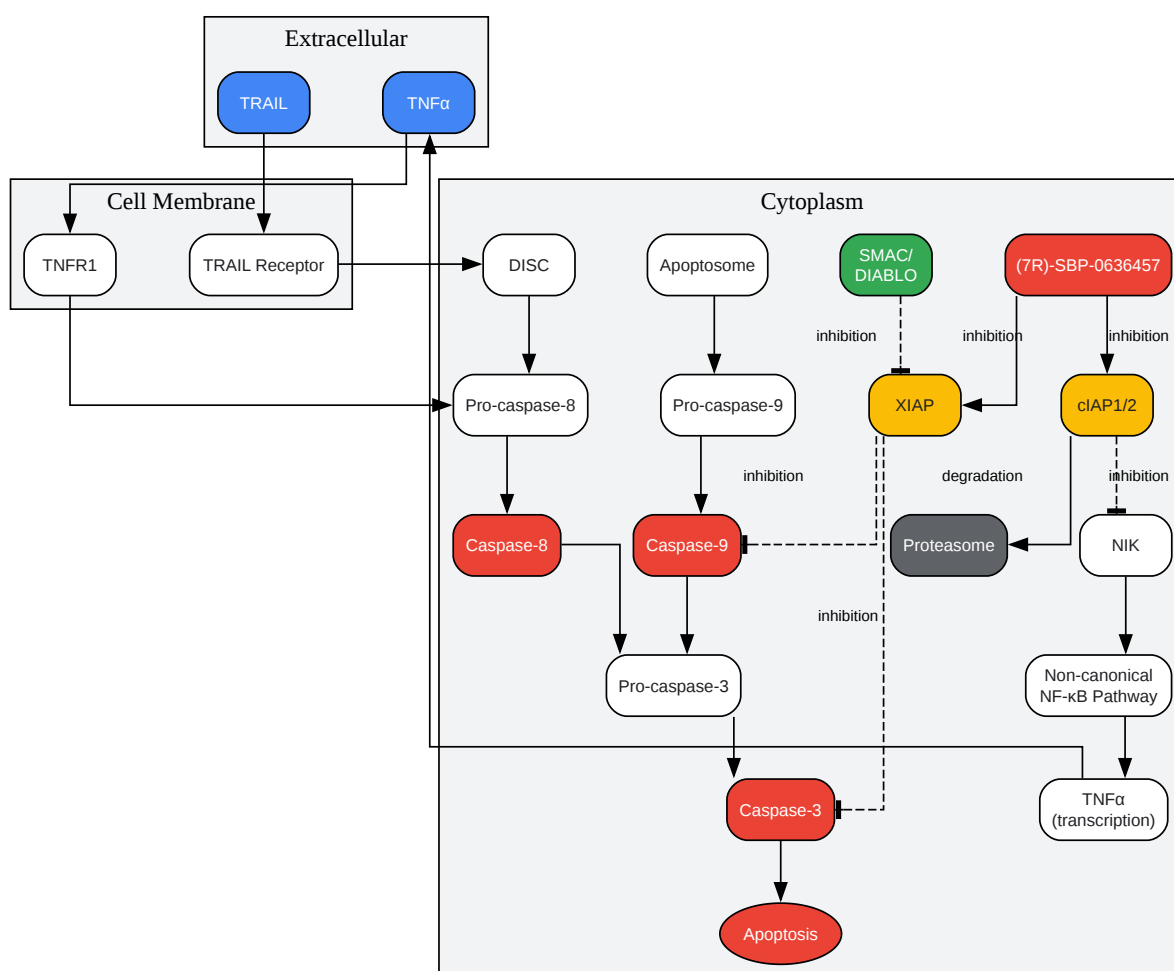 Extracellular
TRAIL
TNFα
Cell Membrane
TNFR1
TRAIL Receptor
Cytoplasm
DISC
Apoptosome
SMAC/
DIABLO
(7R)-SBP-0636457
inhibition
inhibition
inhibition
Pro-caspase-8
Pro-caspase-9
XIAP
cIAP1/2
inhibition
degradation
inhibition
Caspase-8
Caspase-9
Proteasome
NIK
inhibition
Pro-caspase-3
Non-canonical
NF-κB Pathway
Caspase-3
TNFα
(transcription)
Apoptosis